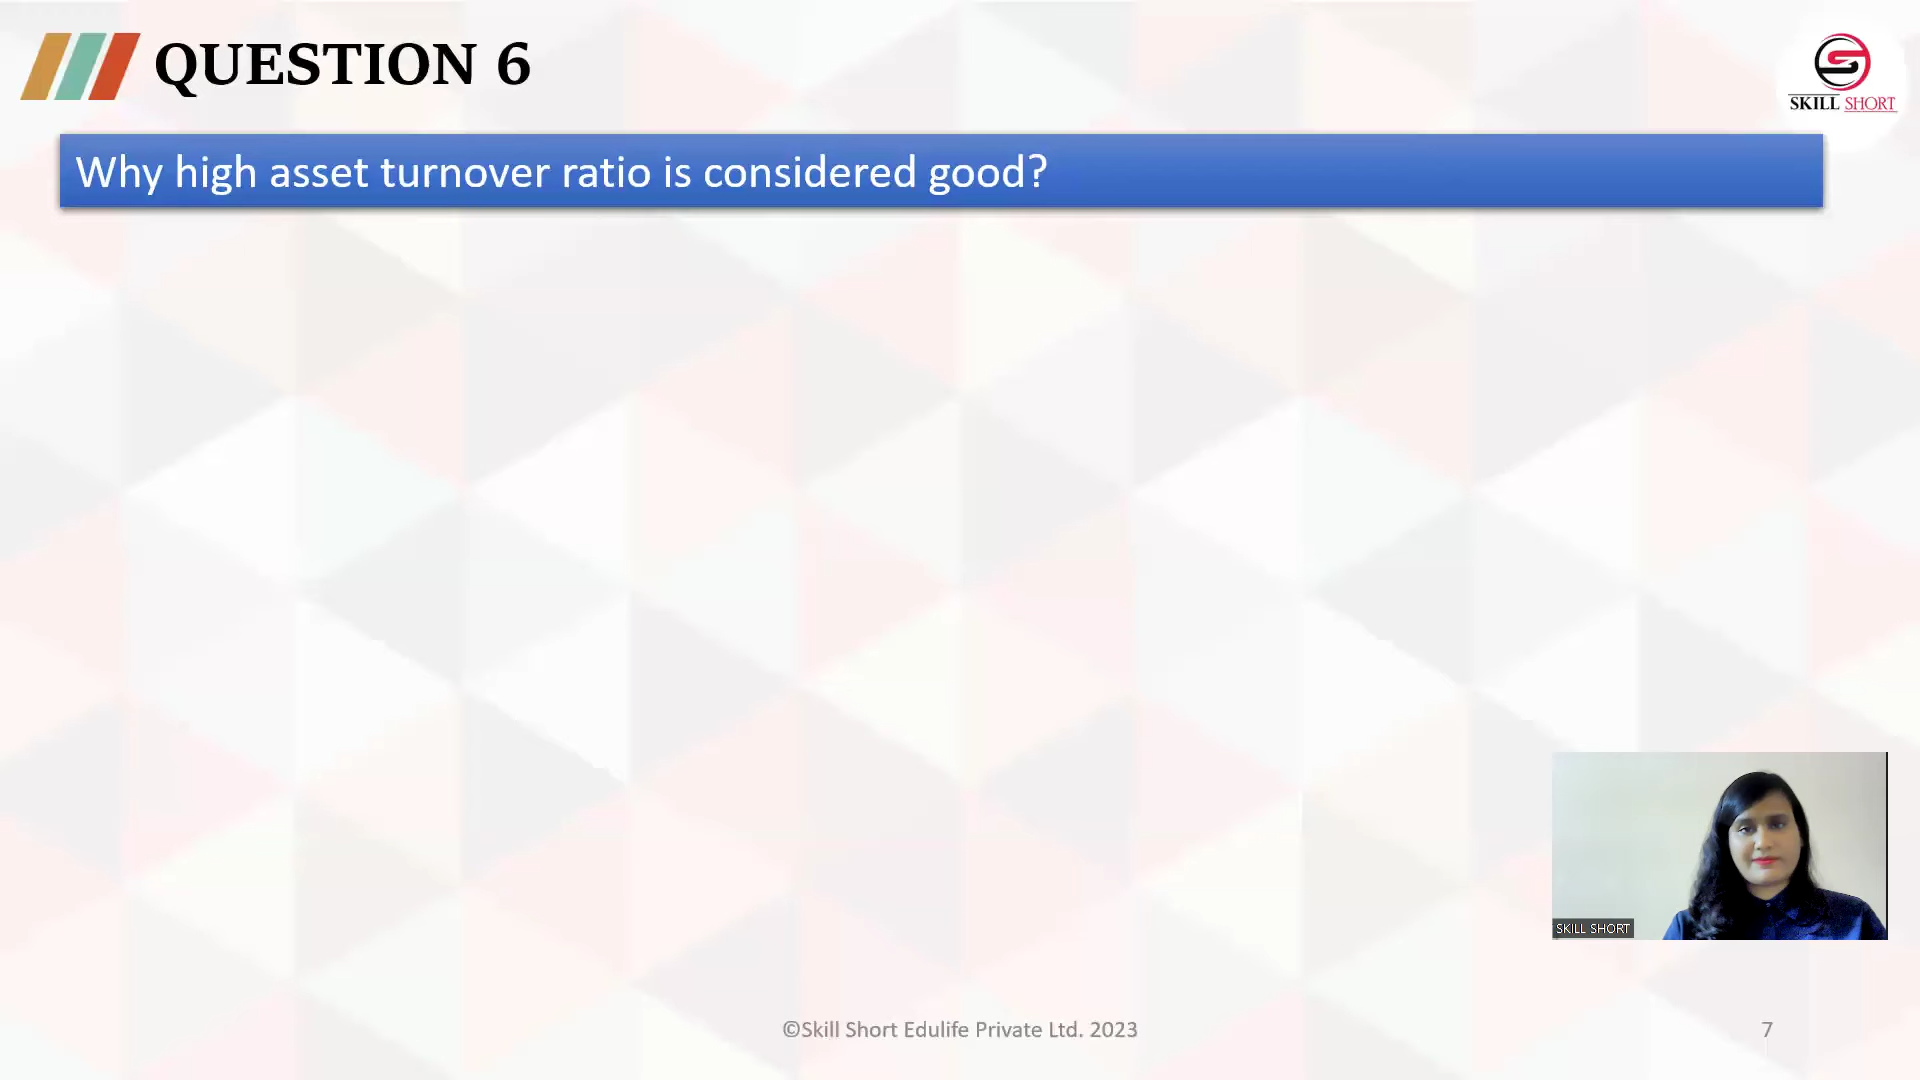 QUESTION 6
SKILL SHORT
Why high asset turnover ratio is considered good?
SKILL SHORT
©Skill Short Edulife Private Ltd. 2023
7